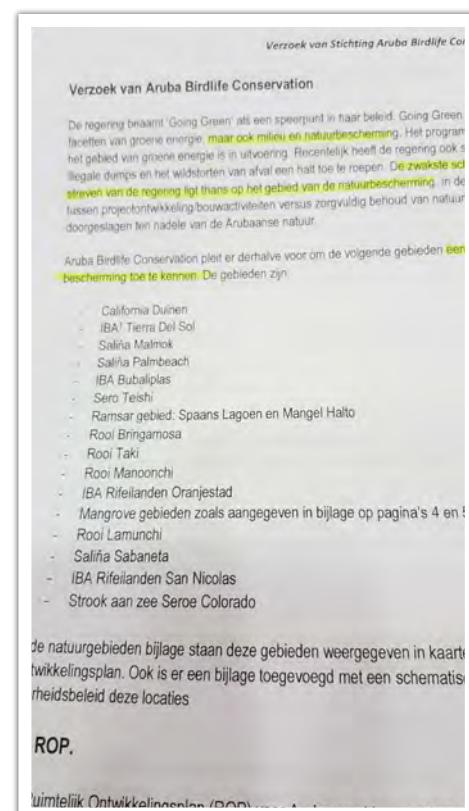 Verzoek van Stichting Aruba Birdlife Co
Verzoek van Aruba Birdlife Conservation
De regering benaamt 'Going Green' als een speerpunt in haar beleid. Going Green
facetten van groene energie, maar ook milieu en natuurbescherming. Het program
het gebied van groene energie is in uitvoering. Recentelijk heeft de regering ook s
illegale dumps en het wildstorten van afval een halt toe te roepen. De zwakste sc
streven van de regering ligt thans op het gebied van de natuurbescherming. In de
tussen projectontwikkeling/bouwactiviteiten versus zorgvuldig behoud van natuur
doorgeslagen ten nadele van de Arubaanse natuur.
Aruba Birdlife Conservation pleit er derhalve voor om de volgende gebieden een
bescherming toe te kennen. De gebieden zijn:
- California Duinen
- IBA¹ Tierra Del Sol
- Saliña Malmok
- Saliña Palmbeach
- IBA Bubaliplas
- Sero Teishi
- Ramsar gebied: Spaans Lagoen en Mangel Halto
- Rooi Bringamosa
- Rooi Taki
- Rooi Manoonchi
- IBA Rifeilanden Oranjestad
- Mangrove gebieden zoals aangegeven in bijlage op pagina's 4 en 5
- Rooi Lamunchi
- Saliña Sabaneta
- IBA Rifeilanden San Nicolas
- Strook aan zee Seroe Colorado
de natuurgebieden bijlage staan deze gebieden weergegeven in kaarte
twikkelingsplan. Ook is er een bijlage toegevoegd met een schematis
rheidsbeleid deze locaties
ROP.
uimtelijk Ontwikkelingsplan (ROP)